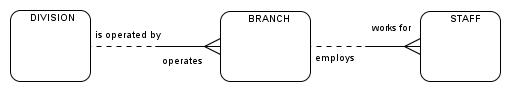 DIVISION
is operated by
operates
BRANCH
works for
employs
STAFF